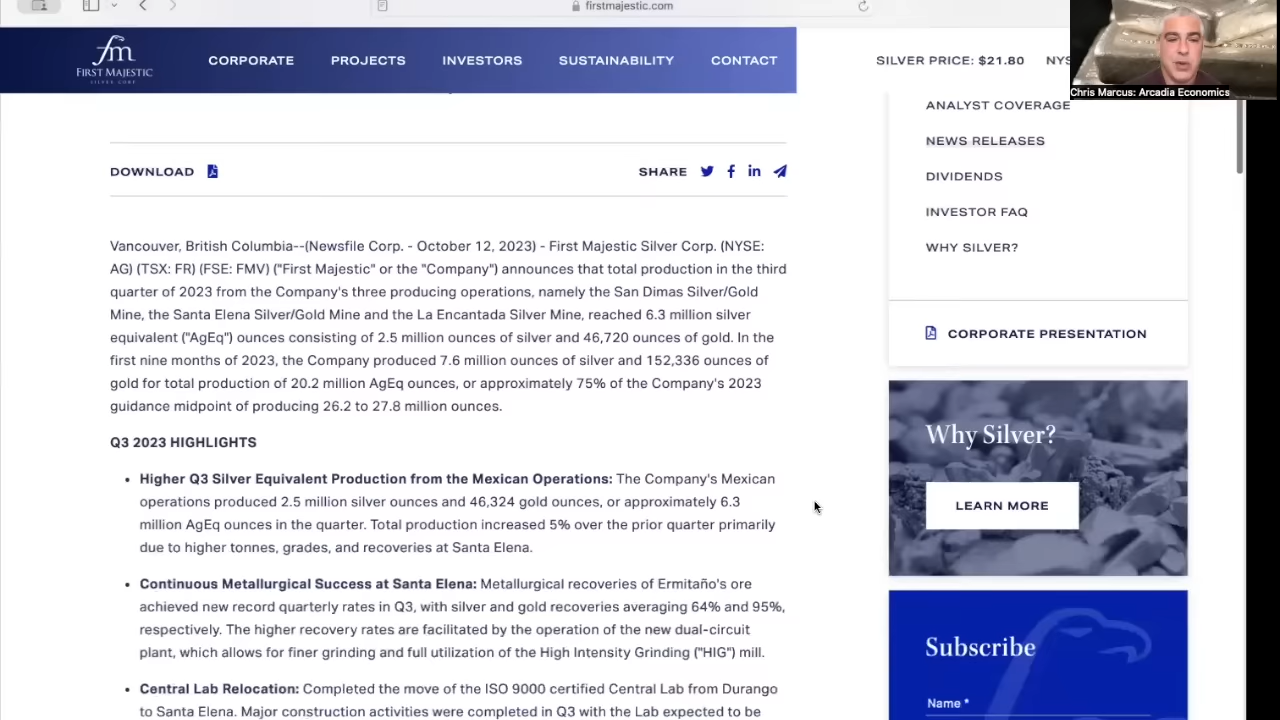 firstmajestic.com
fm
FIRST MAJESTIC
SILVER CORP
CORPORATE
PROJECTS
INVESTORS
SUSTAINABILITY
CONTACT
SILVER PRICE: $21.80
NYS
Chris Marcus: Arcadia Economics
DOWNLOAD
SHARE
Vancouver, British Columbia--(Newsfile Corp. - October 12, 2023) - First Majestic Silver Corp. (NYSE:
AG) (TSX: FR) (FSE: FMV) ("First Majestic" or the "Company") announces that total production in the third
quarter of 2023 from the Company's three producing operations, namely the San Dimas Silver/Gold
Mine, the Santa Elena Silver/Gold Mine and the La Encantada Silver Mine, reached 6.3 million silver
equivalent ("AgEq") ounces consisting of 2.5 million ounces of silver and 46,720 ounces of gold. In the
first nine months of 2023, the Company produced 7.6 million ounces of silver and 152,336 ounces of
gold for total production of 20.2 million AgEq ounces, or approximately 75% of the Company's 2023
guidance midpoint of producing 26.2 to 27.8 million ounces.
Q3 2023 HIGHLIGHTS
• Higher Q3 Silver Equivalent Production from the Mexican Operations: The Company's Mexican
operations produced 2.5 million silver ounces and 46,324 gold ounces, or approximately 6.3
million AgEq ounces in the quarter. Total production increased 5% over the prior quarter primarily
due to higher tonnes, grades, and recoveries at Santa Elena.
• Continuous Metallurgical Success at Santa Elena: Metallurgical recoveries of Ermitaño's ore
achieved new record quarterly rates in Q3, with silver and gold recoveries averaging 64% and 95%,
respectively. The higher recovery rates are facilitated by the operation of the new dual-circuit
plant, which allows for finer grinding and full utilization of the High Intensity Grinding ("HIG") mill.
• Central Lab Relocation: Completed the move of the ISO 9000 certified Central Lab from Durango
to Santa Elena. Major construction activities were completed in Q3 with the Lab expected to be
ANALYST COVERAGE
NEWS RELEASES
DIVIDENDS
INVESTOR FAQ
WHY SILVER?
CORPORATE PRESENTATION
Why Silver?
LEARN MORE
Subscribe
Name *